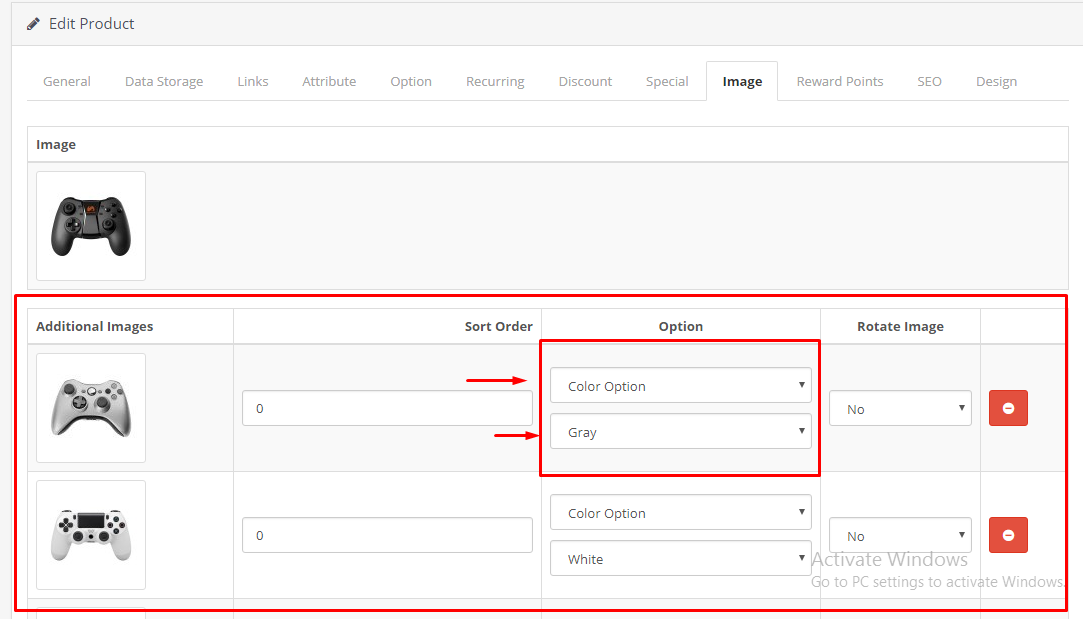 Edit Product
General Data Storage Links Attribute Option Recurring Discount Special Image Reward Points SEO Design
Image
Additional Images Sort Order Option Rotate Image
Color Option
0 No
Gray
Color Option
0 No
White
Activate Windows
Go to PC settings to activate Windows.